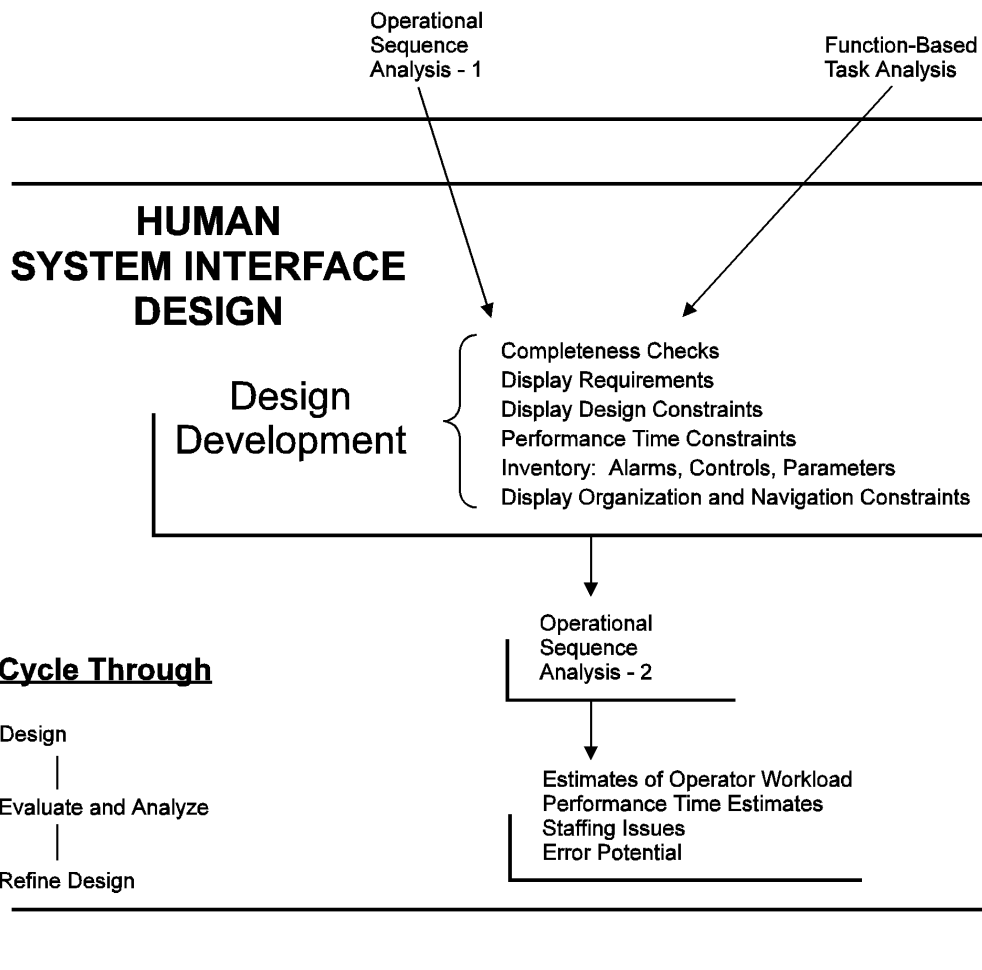 Operational
Sequence
Analysis - 1
Function-Based
Task Analysis
HUMAN
SYSTEM INTERFACE
DESIGN
Design
Development
Completeness Checks
Display Requirements
Display Design Constraints
Performance Time Constraints
Inventory:  Alarms, Controls, Parameters
Display Organization and Navigation Constraints
Operational
Sequence
Analysis - 2
Cycle Through
Design
Evaluate and Analyze
Refine Design
Estimates of Operator Workload
Performance Time Estimates
Staffing Issues
Error Potential